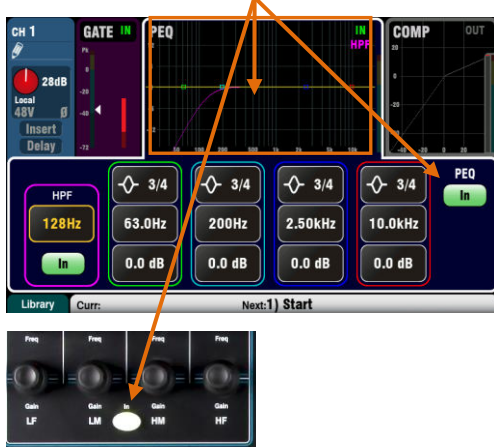 CH 1
GATE IN
PEQ
IN
HPF
COMP
OUT
28dB
Local
48V Ø
Insert
Delay
HPF
128Hz
In
3/4
63.0Hz
0.0 dB
3/4
200Hz
0.0 dB
3/4
2.50kHz
0.0 dB
3/4
10.0kHz
0.0 dB
PEQ
In
Library
Curr:
Next:1) Start
Freq Freq Freq Freq
Gain Gain In Gain Gain
LF LM HM HF